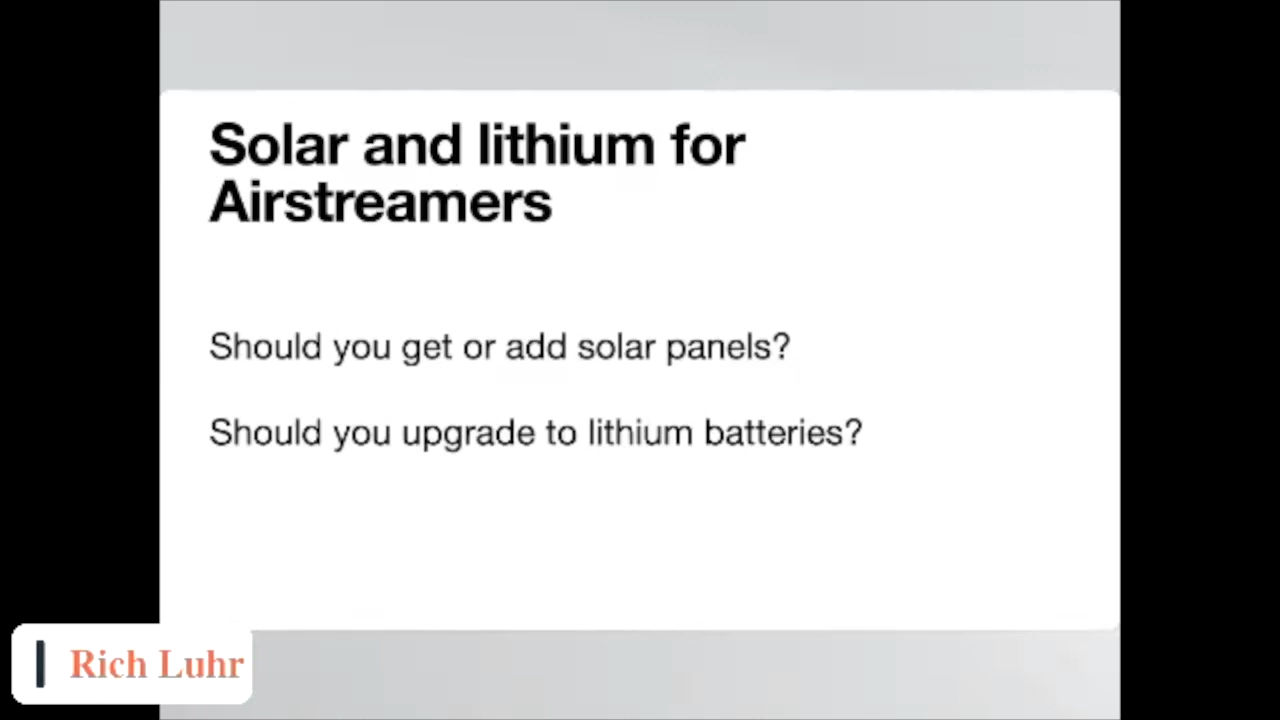 Solar and lithium for
Airstreamers
Should you get or add solar panels?
Should you upgrade to lithium batteries?
Rich Luhr